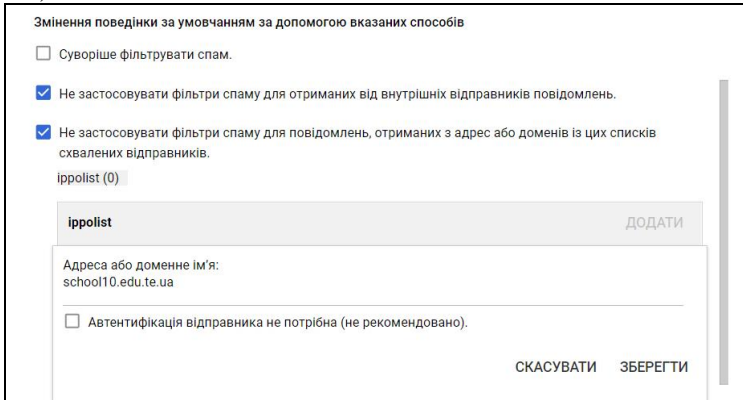 Змінення поведінки за умовчанням за допомогою вказаних способів
Суворіше фільтрувати спам.
Не застосовувати фільтри спаму для отриманих від внутрішніх відправників повідомлень.
Не застосовувати фільтри спаму для повідомлень, отриманих з адрес або доменів із цих списків
схвалених відправників.
ippolist (0)
ippolist ДОДАТИ
Адреса або доменне ім'я:
school10.edu.te.ua
Автентифікація відправника не потрібна (не рекомендовано).
СКАСУВАТИ ЗБЕРЕГТИ